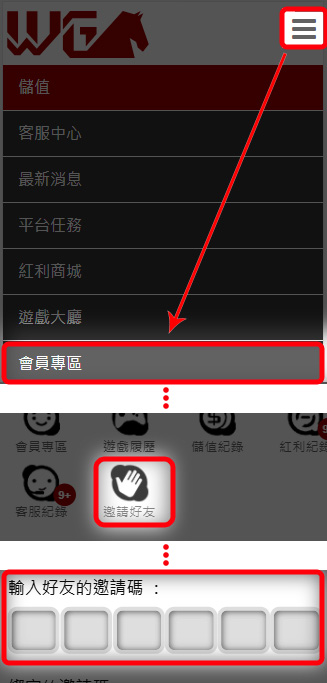 WG
儲值
客服中心
最新消息
平台任務
紅利商城
遊戲大廳
會員專區
會員專區 遊戲履歷 儲值紀錄 紅利紀錄
9+
客服紀錄 邀請好友
輸入好友的邀請碼 ：